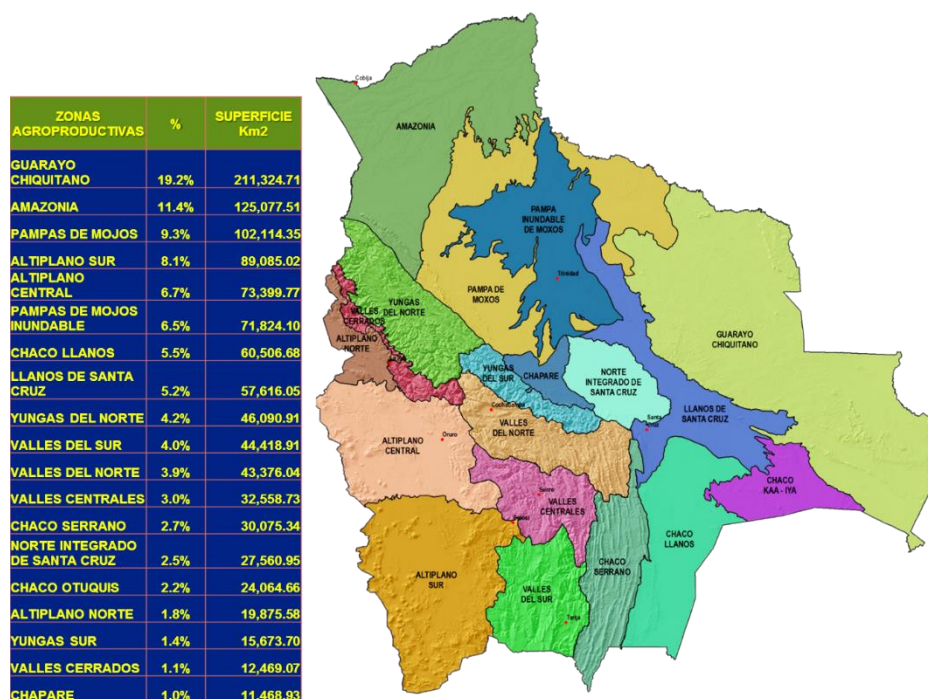 ZONAS
AGROPRODUCTIVAS
%
SUPERFICIE
Km2
GUARAYO
CHIQUITANO 19.2% 211,324.71
AMAZONIA 11.4% 125,077.51
PAMPAS DE MOJOS 9.3% 102,114.35
ALTIPLANO SUR 8.1% 89,085.02
ALTIPLANO
CENTRAL 6.7% 73,399.77
PAMPAS DE MOJOS
INUNDABLE 6.5% 71,824.10
CHACO LLANOS 5.5% 60,506.68
LLANOS DE SANTA
CRUZ 5.2% 57,616.05
YUNGAS DEL NORTE 4.2% 46,090.91
VALLES DEL SUR 4.0% 44,418.91
VALLES DEL NORTE 3.9% 43,376.04
VALLES CENTRALES 3.0% 32,558.73
CHACO SERRANO 2.7% 30,075.34
NORTE INTEGRADO
DE SANTA CRUZ 2.5% 27,560.95
CHACO OTUQUIS 2.2% 24,064.66
ALTIPLANO NORTE 1.8% 19,875.58
YUNGAS SUR 1.4% 15,673.70
VALLES CERRADOS 1.1% 12,469.07
CHAPARE 1.0% 11,468.93
Cobija
AMAZONIA
PAMPA
INUNDABLE
DE MOXOS
Trinidad
PAMPA DE
MOXOS
YUNGAS
DEL NORTE
VALLES
CERRADOS
ALTIPLANO
NORTE
GUARAYO
CHIQUITANO
YUNGAS
DEL SUR
CHAPARE
NORTE
INTEGRADO
DE SANTA CRUZ
LLANOS DE
SANTA CRUZ
Santa
VALLES
DEL NORTE
ALTIPLANO
CENTRAL
Oruro
CHACO
KAA - IYA
VALLES
CENTRALES
CHACO
LLANOS
CHACO
SERRANO
ALTIPLANO
SUR
VALLES
DEL SUR
Tarija